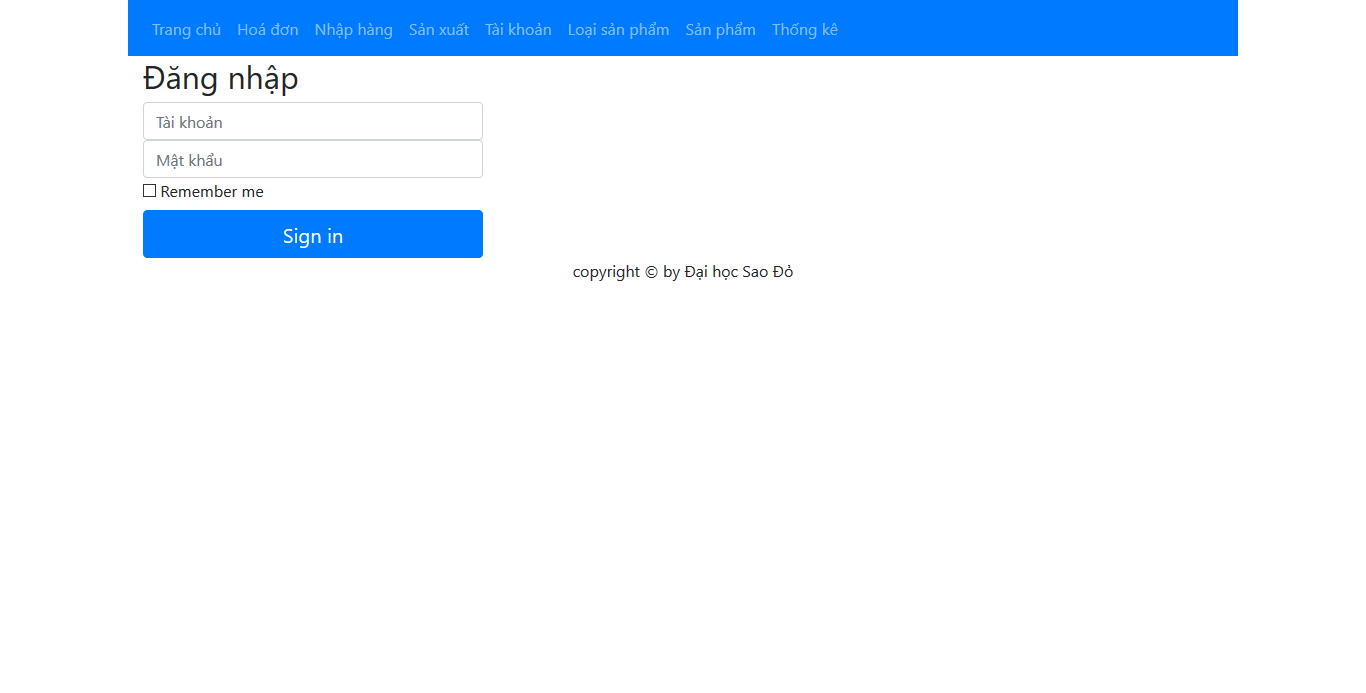 Trang chủ Hoá đơn Nhập hàng Sản xuất Tài khoản Loại sản phẩm Sản phẩm Thống kê
Đăng nhập
Tài khoản
Mật khẩu
Remember me
Sign in
copyright © by Đại học Sao Đỏ